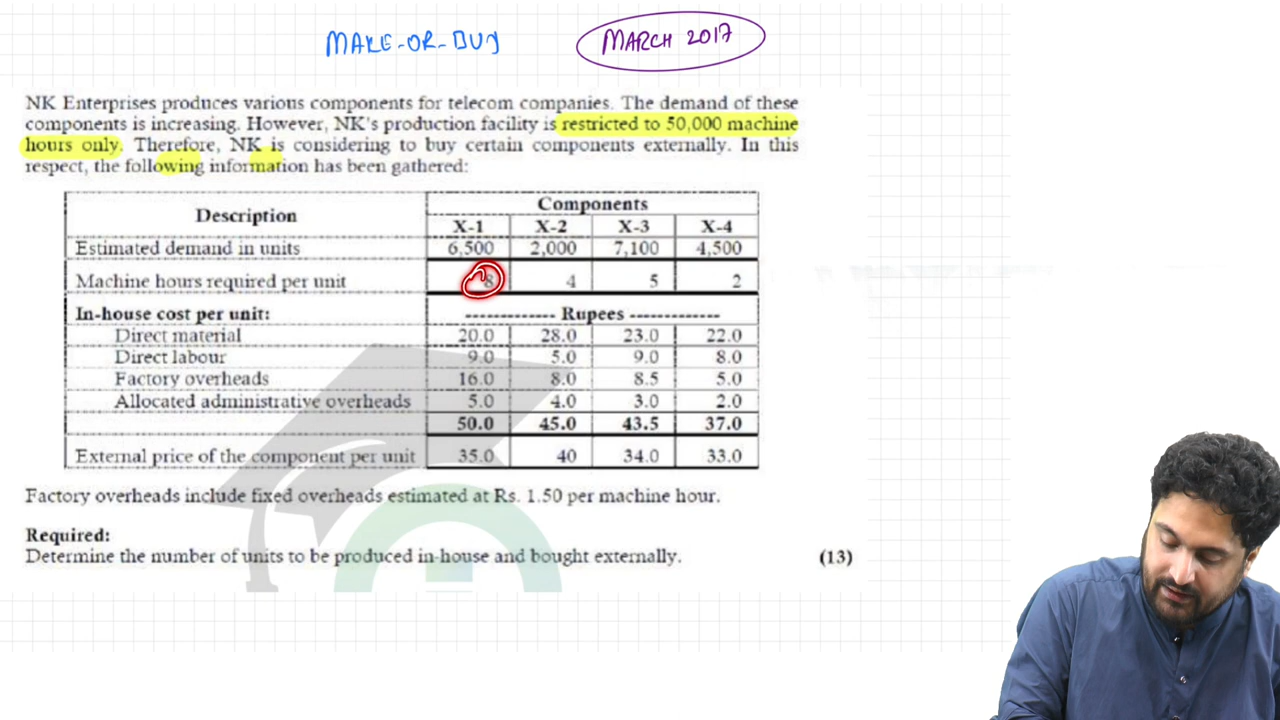 MAKE-OR-BUY
MARCH 2017
NK Enterprises produces various components for telecom companies. The demand of these
components is increasing. However, NK's production facility is restricted to 50,000 machine
hours only. Therefore, NK is considering to buy certain components externally. In this
respect, the following information has been gathered:
Description Components
X-1 X-2 X-3 X-4
Estimated demand in units 6,500 2,000 7,100 4,500
Machine hours required per unit 8 4 5 2
In-house cost per unit: ------------- Rupees -------------
Direct material 20.0 28.0 23.0 22.0
Direct labour 9.0 5.0 9.0 8.0
Factory overheads 16.0 8.0 8.5 5.0
Allocated administrative overheads 5.0 4.0 3.0 2.0
50.0 45.0 43.5 37.0
External price of the component per unit 35.0 40 34.0 33.0
Factory overheads include fixed overheads estimated at Rs. 1.50 per machine hour.
Required:
Determine the number of units to be produced in-house and bought externally. (13)